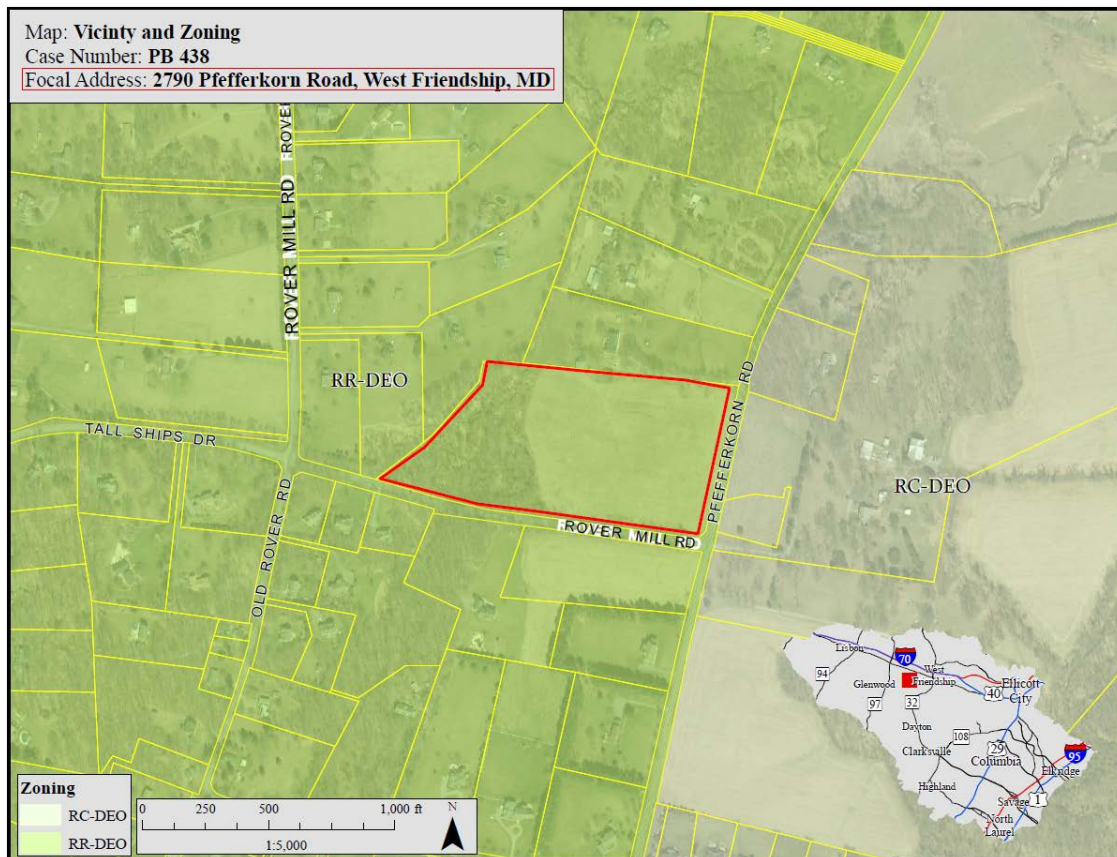 Map: Vicinty and Zoning
Case Number: PB 438
Focal Address: 2790 Pfefferkorn Road, West Friendship, MD
ROVER
ROVER MILL RD
RR-DEO
TALL SHIPS DR
OLD ROVER RD
ROVER MILL RD
PFEFFERKORN RD
RC-DEO
Lisbon
70
West
Friendship
94
Glenwood
97
32
40
Ellicott
City
Dayton
108
29
Clarksville
Columbia
95
Elkridge
Highland
Savage
1
North
Laurel
Zoning
RC-DEO
RR-DEO
0 250 500 1,000 ft
N
1:5,000